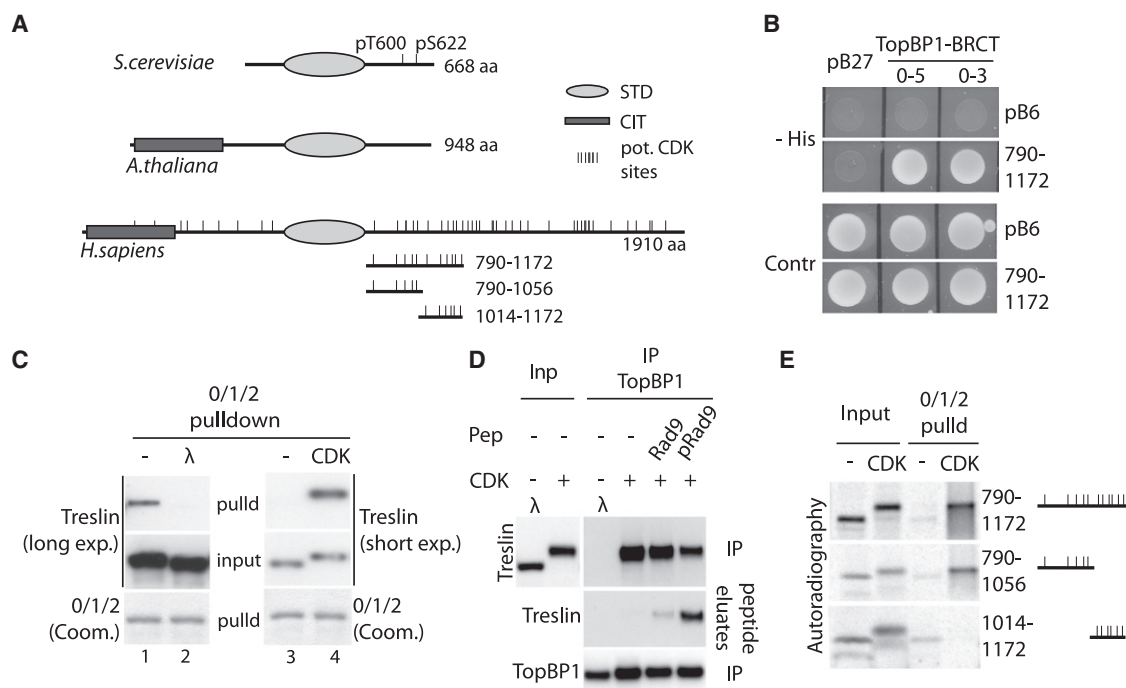 A
pT600 pS622
S.cerevisiae
668 aa
STD
CIT
pot. CDK
sites
948 aa
A.thaliana
1910 aa
H.sapiens
790-1172
790-1056
1014-1172
B
TopBP1-BRCT
pB27
0-5 0-3
pB6
- His
790-
1172
pB6
Contr
790-
1172
C
0/1/2
pulldown
- λ - CDK
pulld
Treslin
(long exp.)
Treslin
(short exp.)
input
0/1/2
(Coom.)
pulld
0/1/2
(Coom.)
1 2 3 4
D
IP
Inp TopBP1
Pep - - - - Rad9 pRad9
CDK + + + +
λ λ
Treslin
IP
Treslin
peptide
eluates
TopBP1 IP
E
0/1/2
Input pulld
- CDK - CDK
Autoradiography
790-
1172
790-
1056
1014-
1172